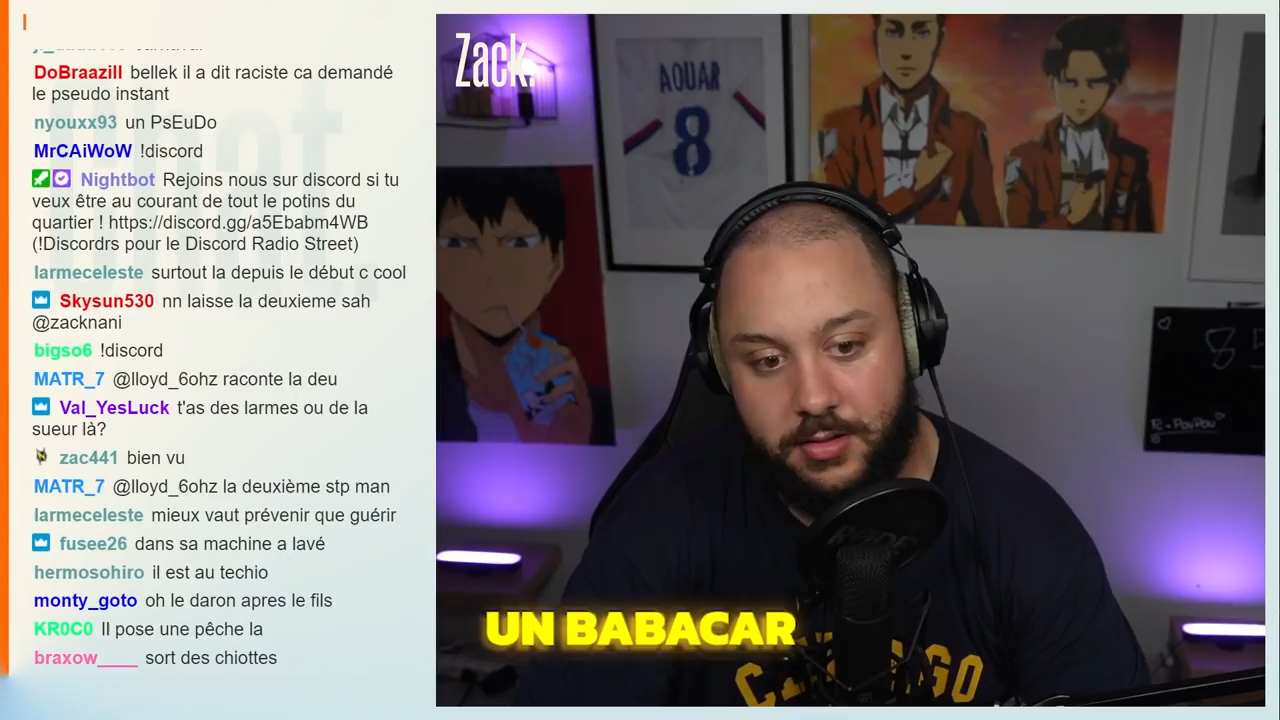 DoBraazill bellek il a dit raciste ca demandé
le pseudo instant
nyouxx93 un PsEuDo
MrCAiWoW !discord
Nightbot Rejoins nous sur discord si tu
veux être au courant de tout le potins du
quartier ! https://discord.gg/a5Ebabm4WB
(!Discordrs pour le Discord Radio Street)
larmeceleste surtout la depuis le début c cool
Skysun530 nn laisse la deuxieme sah
@zacknani
bigso6 !discord
MATR_7 @lloyd_6ohz raconte la deu
Val_YesLuck t'as des larmes ou de la
sueur là?
zac441 bien vu
MATR_7 @lloyd_6ohz la deuxième stp man
larmeceleste mieux vaut prévenir que guérir
fusee26 dans sa machine a lavé
hermosohiro il est au techio
monty_goto oh le daron apres le fils
KR0C0 Il pose une pêche la
braxow____ sort des chiottes
Zack.
AOUAR
8
85
RODE
UN BABACAR